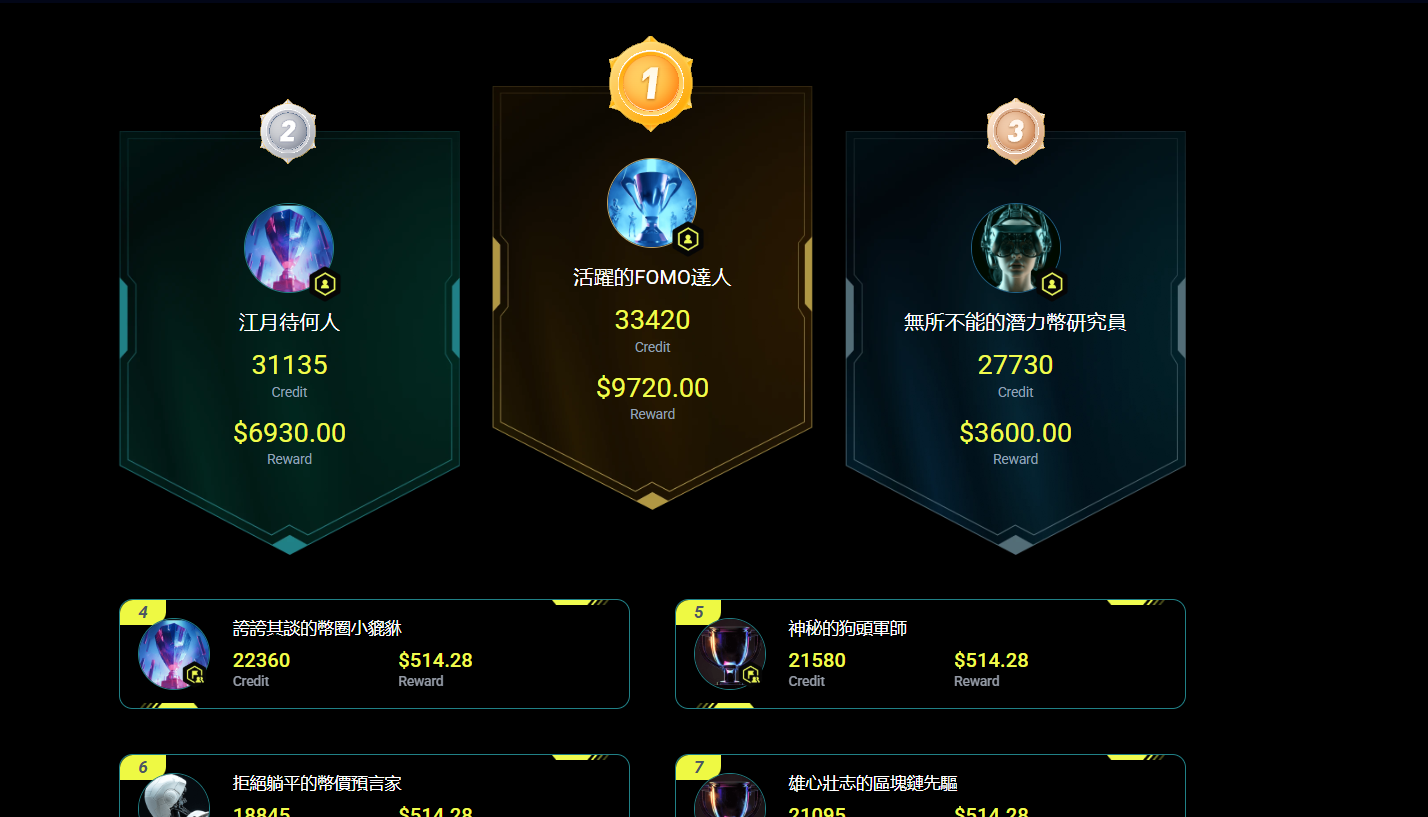 1
2
3
活躍的FOMO達人
33420
Credit
$9720.00
Reward
江月待何人
31135
Credit
$6930.00
Reward
無所不能的潛力幣研究員
27730
Credit
$3600.00
Reward
4
誇誇其談的幣圈小貔貅
22360
Credit
$514.28
Reward
5
神秘的狗頭軍師
21580
Credit
$514.28
Reward
6
拒絕躺平的幣價預言家
18845
$514.28
7
雄心壯志的區塊鏈先驅
21095
$514.28